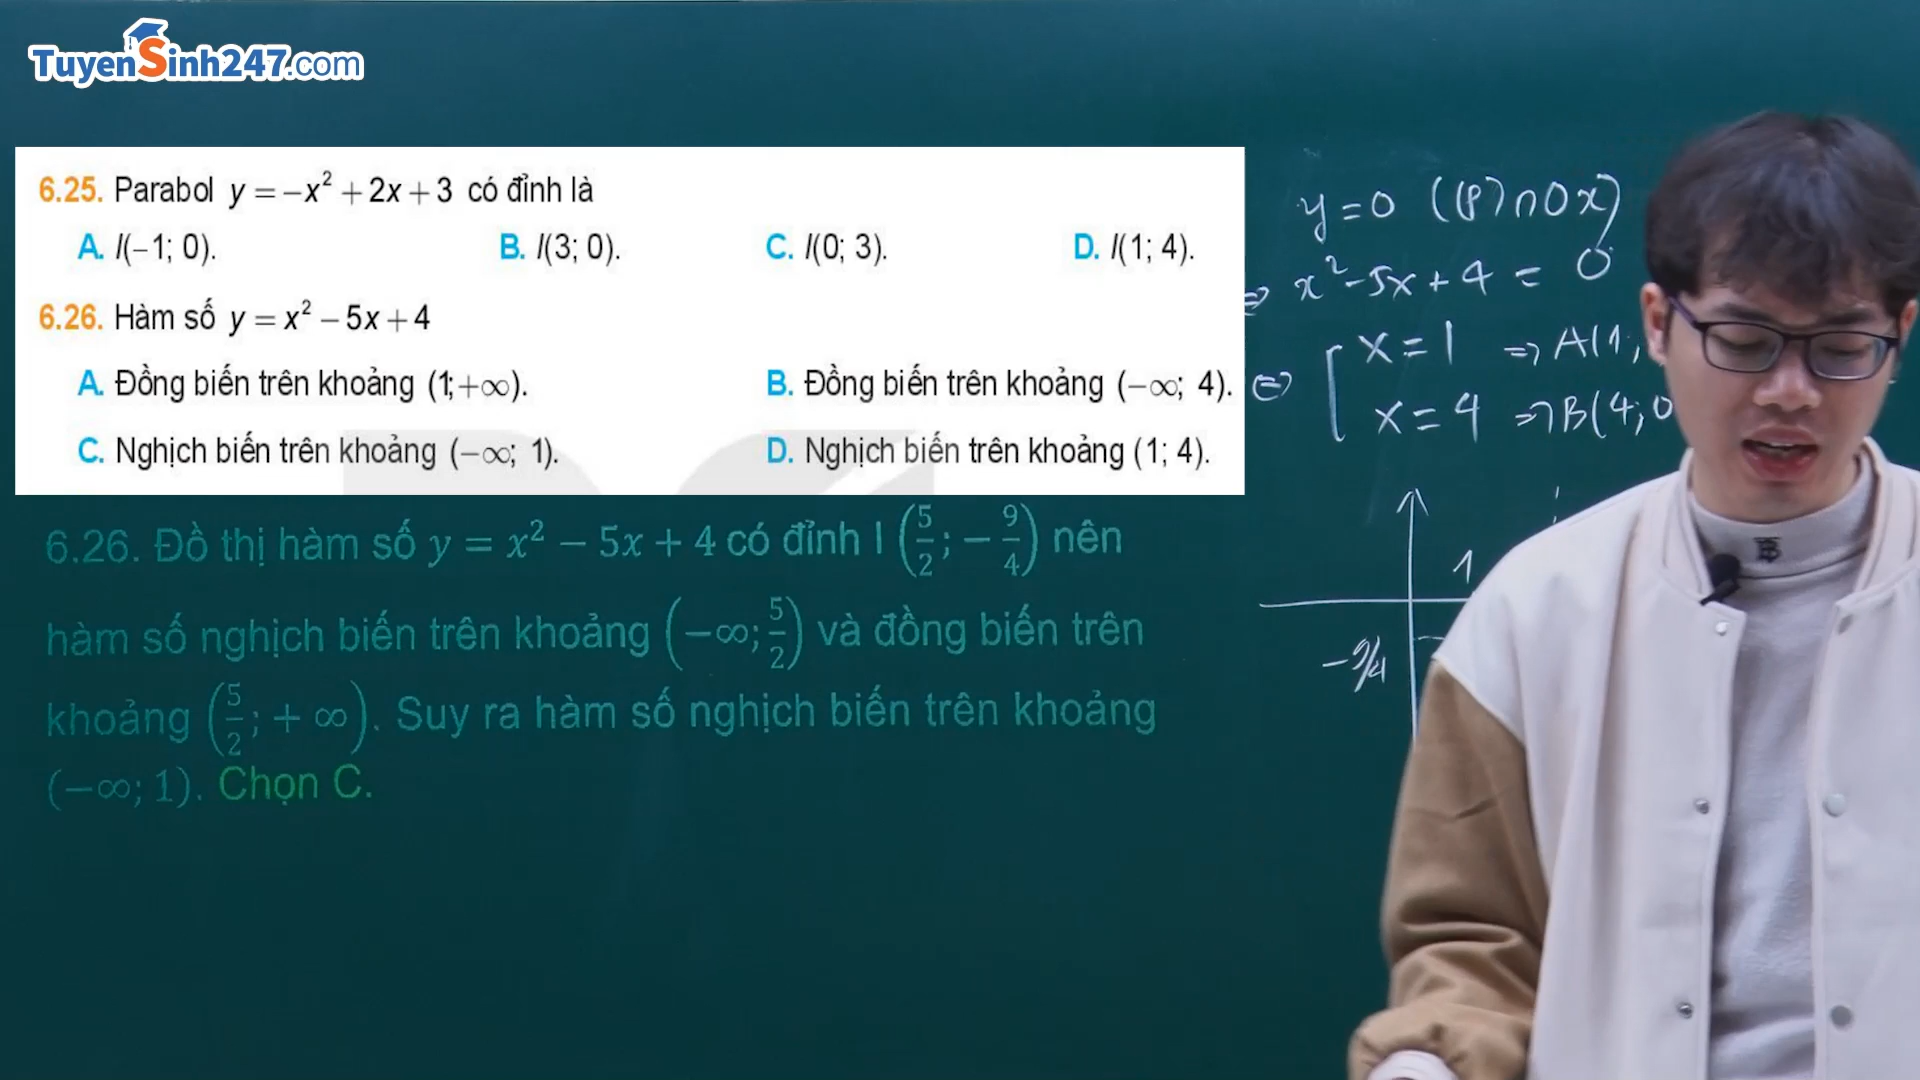 TuyenSinh247.com
6.25. Parabol y = −x² + 2x + 3 có đỉnh là
A. I(−1; 0). B. I(3; 0). C. I(0; 3). D. I(1; 4).
6.26. Hàm số y = x² − 5x + 4
A. Đồng biến trên khoảng (1;+∞). B. Đồng biến trên khoảng (−∞; 4).
C. Nghịch biến trên khoảng (−∞; 1). D. Nghịch biến trên khoảng (1; 4).
6.26. Đồ thị hàm số y = x² − 5x + 4 có đỉnh I (5/2; −9/4) nên
hàm số nghịch biến trên khoảng (−∞; 5/2) và đồng biến trên
khoảng (5/2; + ∞). Suy ra hàm số nghịch biến trên khoảng
(−∞; 1). Chọn C.
y = 0 ((P) ∩ Ox)
⇔ x² − 5x + 4 = 0
⇔ [ x = 1 ⇒ A(1;
x = 4 ⇒ B(4; 0
1
−9/4